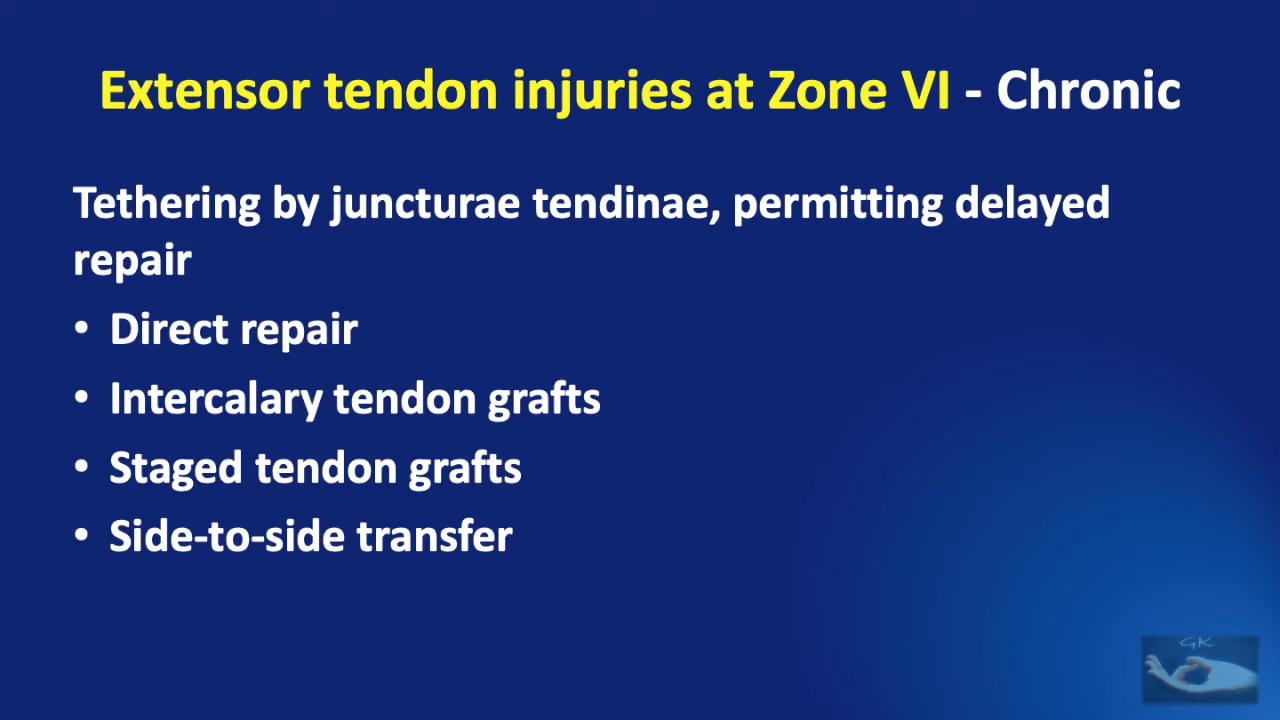 Extensor tendon injuries at Zone VI - Chronic
Tethering by juncturae tendinae, permitting delayed
repair
• Direct repair
• Intercalary tendon grafts
• Staged tendon grafts
• Side-to-side transfer
GK